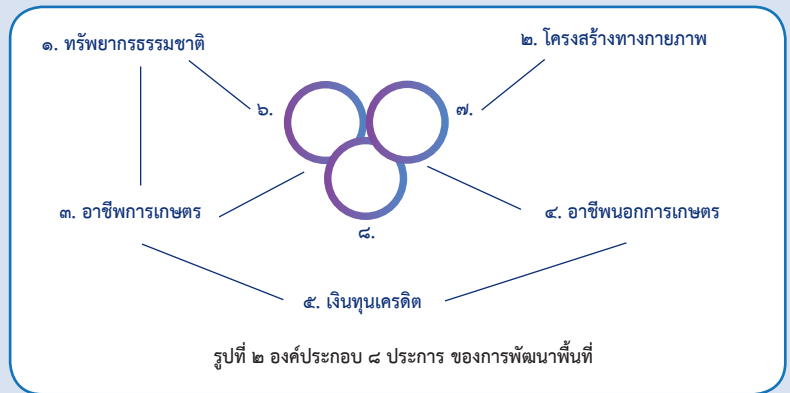 ๑. ทรัพยากรธรรมชาติ
๒. โครงสร้างทางกายภาพ
๖.
๗.
๓. อาชีพการเกษตร
๔. อาชีพนอกการเกษตร
๘.
๕. เงินทุนเครดิต
รูปที่ ๒ องค์ประกอบ ๘ ประการ ของการพัฒนาพื้นที่